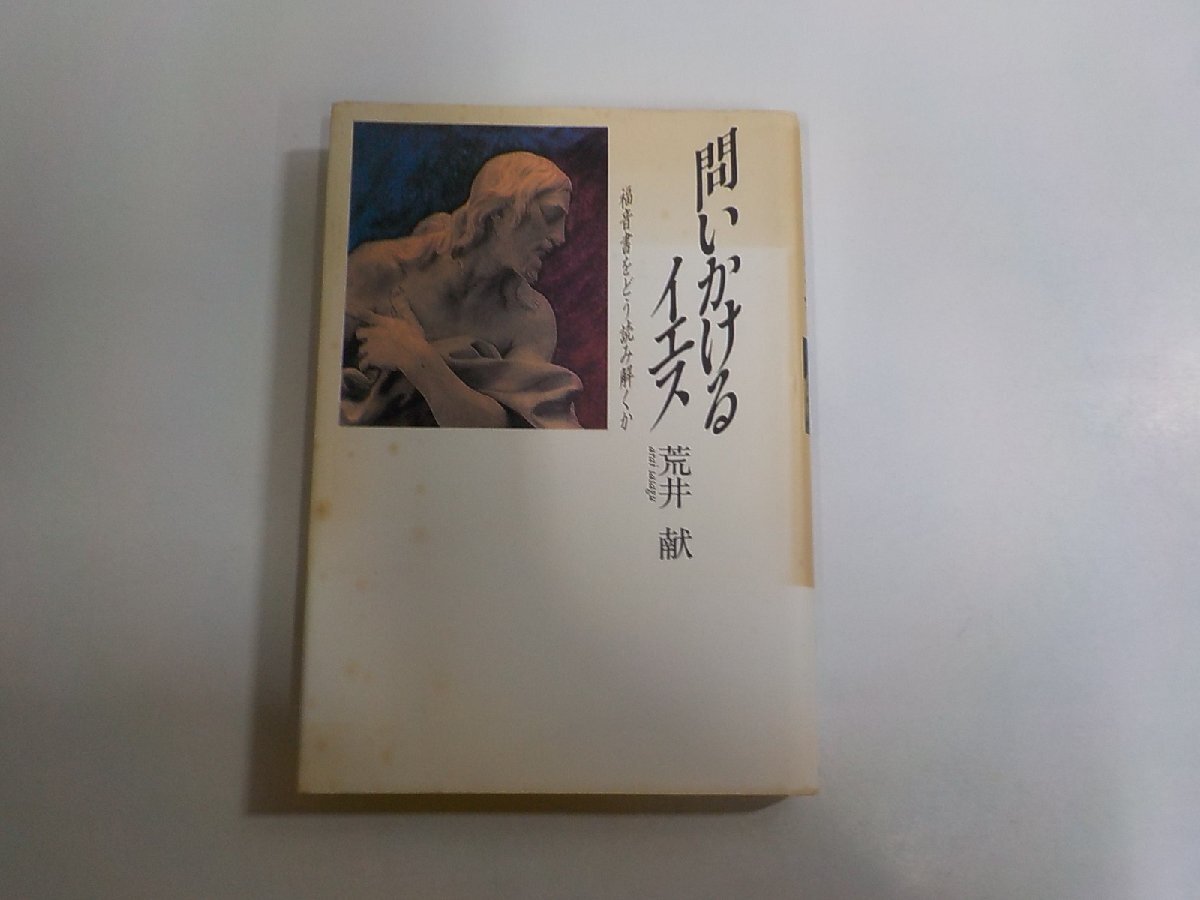 問いかける
イエス
福音書をどう読み解くか
荒井 献
arai sasagu